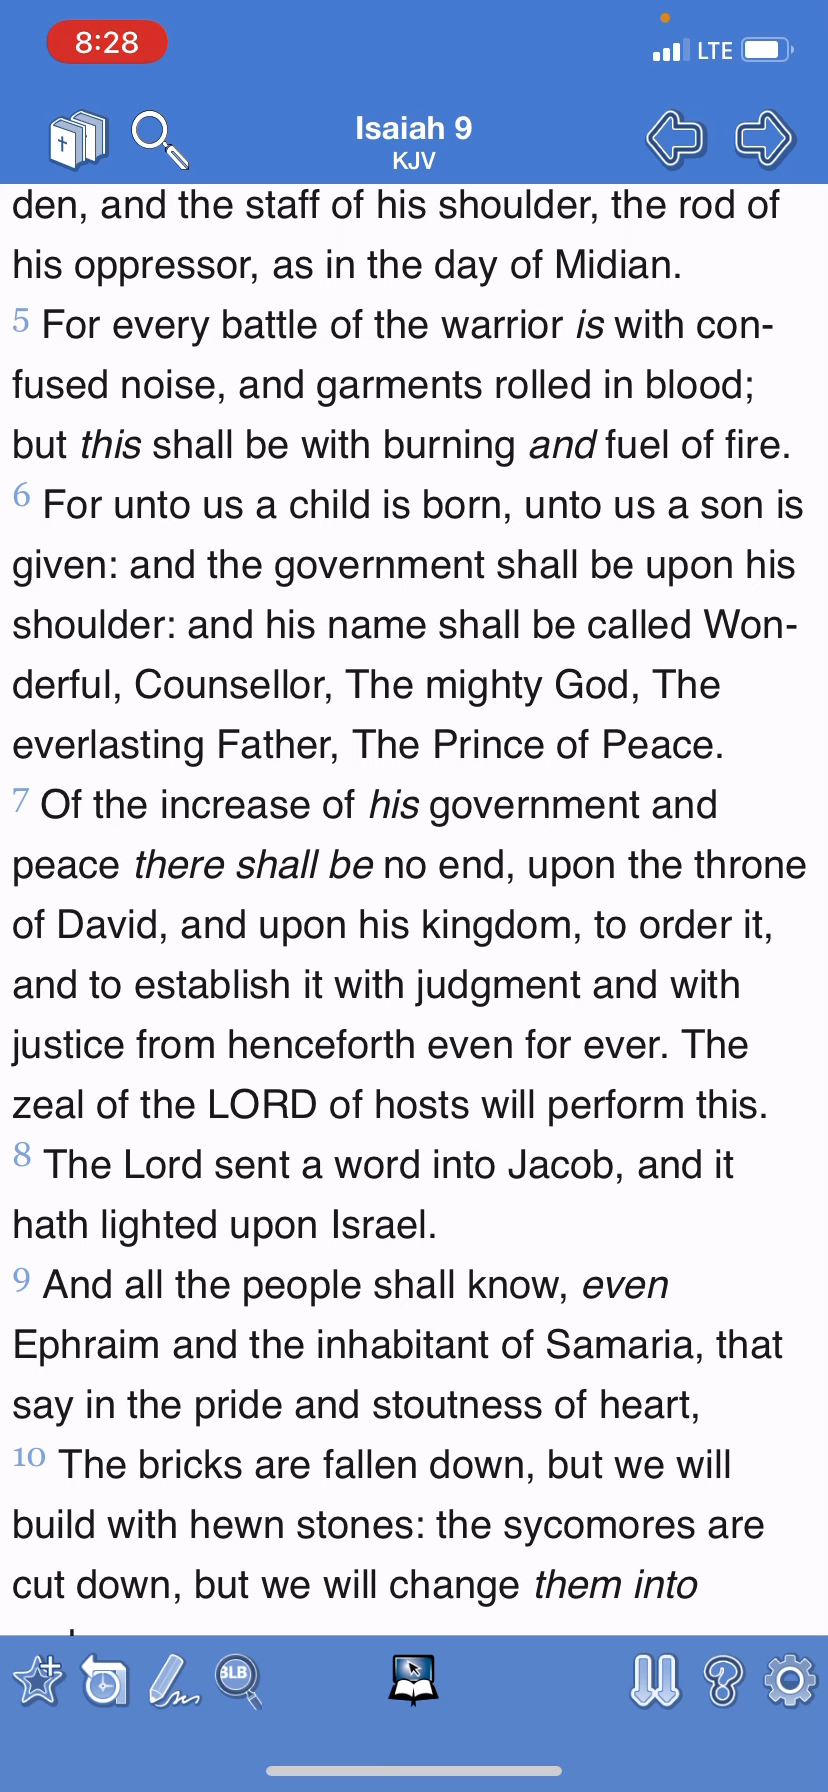 8:28
LTE
Isaiah 9
KJV
den, and the staff of his shoulder, the rod of
his oppressor, as in the day of Midian.
5 For every battle of the warrior is with con-
fused noise, and garments rolled in blood;
but this shall be with burning and fuel of fire.
6 For unto us a child is born, unto us a son is
given: and the government shall be upon his
shoulder: and his name shall be called Won-
derful, Counsellor, The mighty God, The
everlasting Father, The Prince of Peace.
7 Of the increase of his government and
peace there shall be no end, upon the throne
of David, and upon his kingdom, to order it,
and to establish it with judgment and with
justice from henceforth even for ever. The
zeal of the LORD of hosts will perform this.
8 The Lord sent a word into Jacob, and it
hath lighted upon Israel.
9 And all the people shall know, even
Ephraim and the inhabitant of Samaria, that
say in the pride and stoutness of heart,
10 The bricks are fallen down, but we will
build with hewn stones: the sycomores are
cut down, but we will change them into
BLB